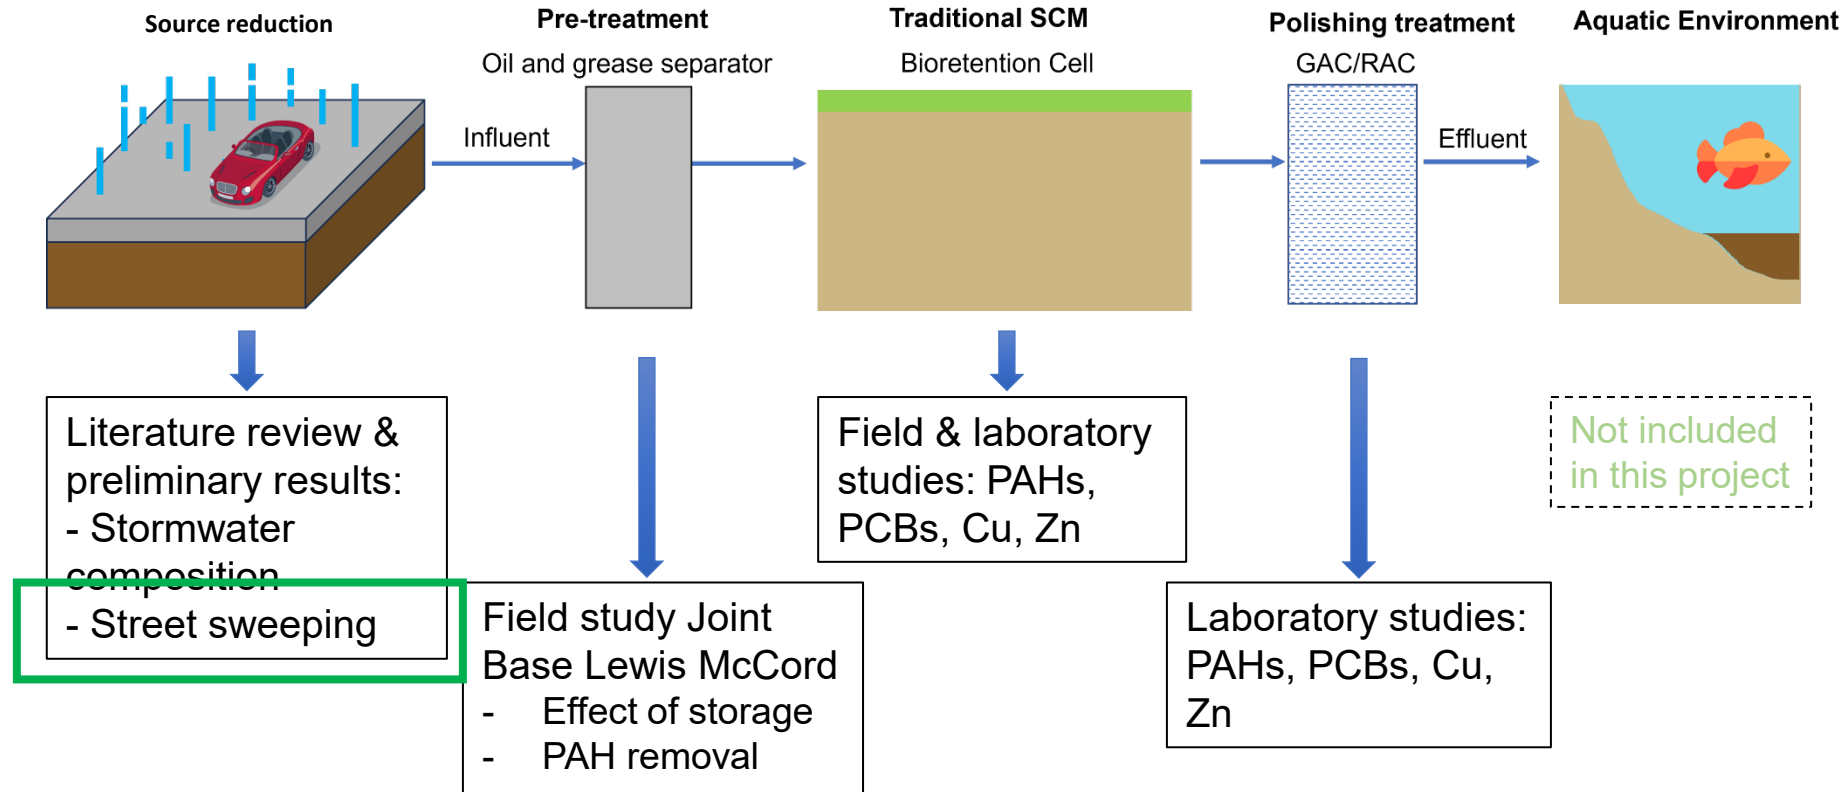 Source reduction
Pre-treatment
Oil and grease separator
Traditional SCM
Bioretention Cell
Polishing treatment
GAC/RAC
Aquatic Environment
Influent
Effluent
Literature review &
preliminary results:
- Stormwater
composition
- Street sweeping
Field study Joint
Base Lewis McCord
- Effect of storage
- PAH removal
Field & laboratory
studies: PAHs,
PCBs, Cu, Zn
Laboratory studies:
PAHs, PCBs, Cu,
Zn
Not included
in this project